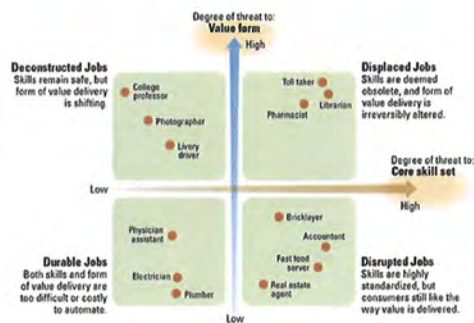 Degree of threat to:
Value form
High
Deconstructed Jobs
Skills remain safe, but
form of value delivery
is shifting.
College
professor
Photographer
Livery
driver
Displaced Jobs
Skills are deemed
obsolete, and form of
value delivery is
irreversibly altered.
Toll taker
Librarian
Pharmacist
Degree of threat to:
Core skill set
Low
High
Durable Jobs
Both skills and form
of value delivery are
too difficult or costly
to automate.
Physician
assistant
Electrician
Plumber
Disrupted Jobs
Skills are highly
standardized, but
consumers still like the
way value is delivered.
Bricklayer
Accountant
Fast food
server
Real estate
agent
Low